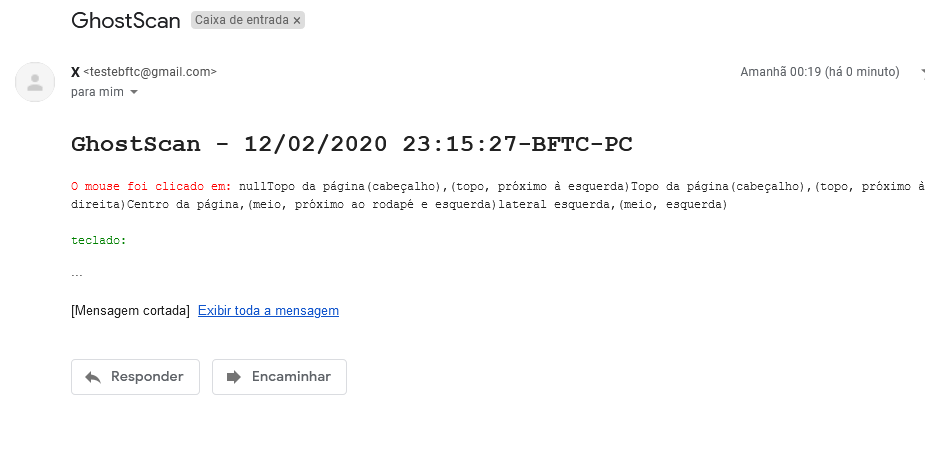 GhostScan Caixa de entrada ×
X <testebftc@gmail.com> Amanhã 00:19 (há 0 minuto)
para mim
GhostScan - 12/02/2020 23:15:27-BFTC-PC
O mouse foi clicado em: nullTopo da página(cabeçalho),(topo, próximo à esquerda)Topo da página(cabeçalho),(topo, próximo à
direita)Centro da página,(meio, próximo ao rodapé e esquerda)lateral esquerda,(meio, esquerda)
teclado:
...
[Mensagem cortada] Exibir toda a mensagem
Responder Encaminhar